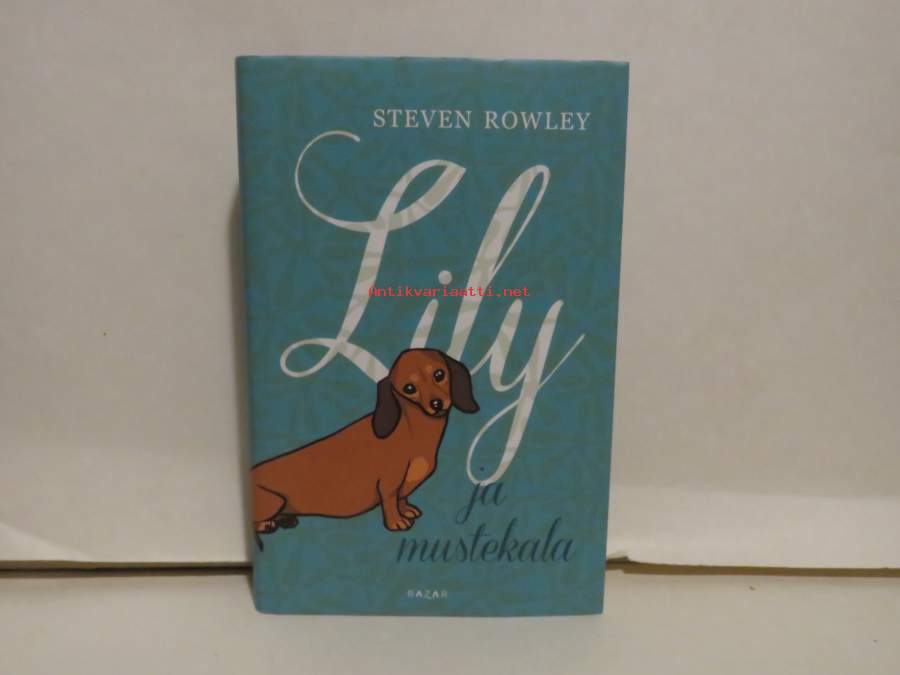 STEVEN ROWLEY
Lily
Antikvariaatti.net
ja
mustekala
BAZAR